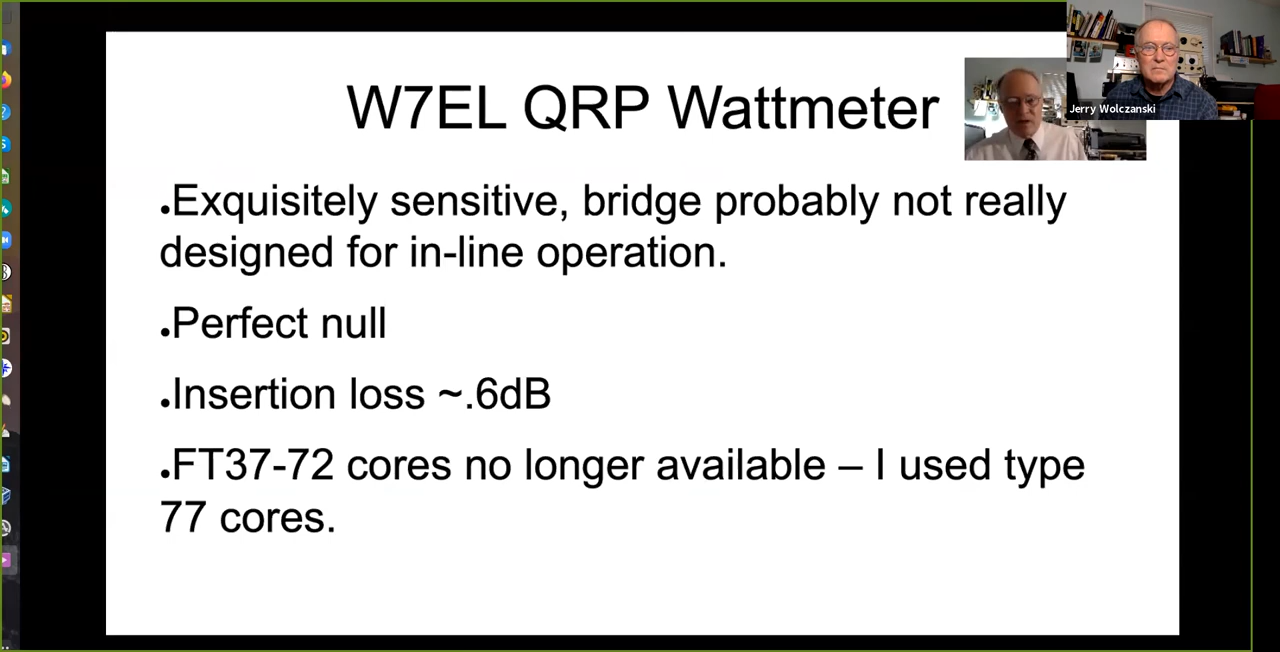 W7EL QRP Wattmeter
Jerry Wolczanski
.Exquisitely sensitive, bridge probably not really
designed for in-line operation.
.Perfect null
.Insertion loss ~.6dB
.FT37-72 cores no longer available – I used type
77 cores.